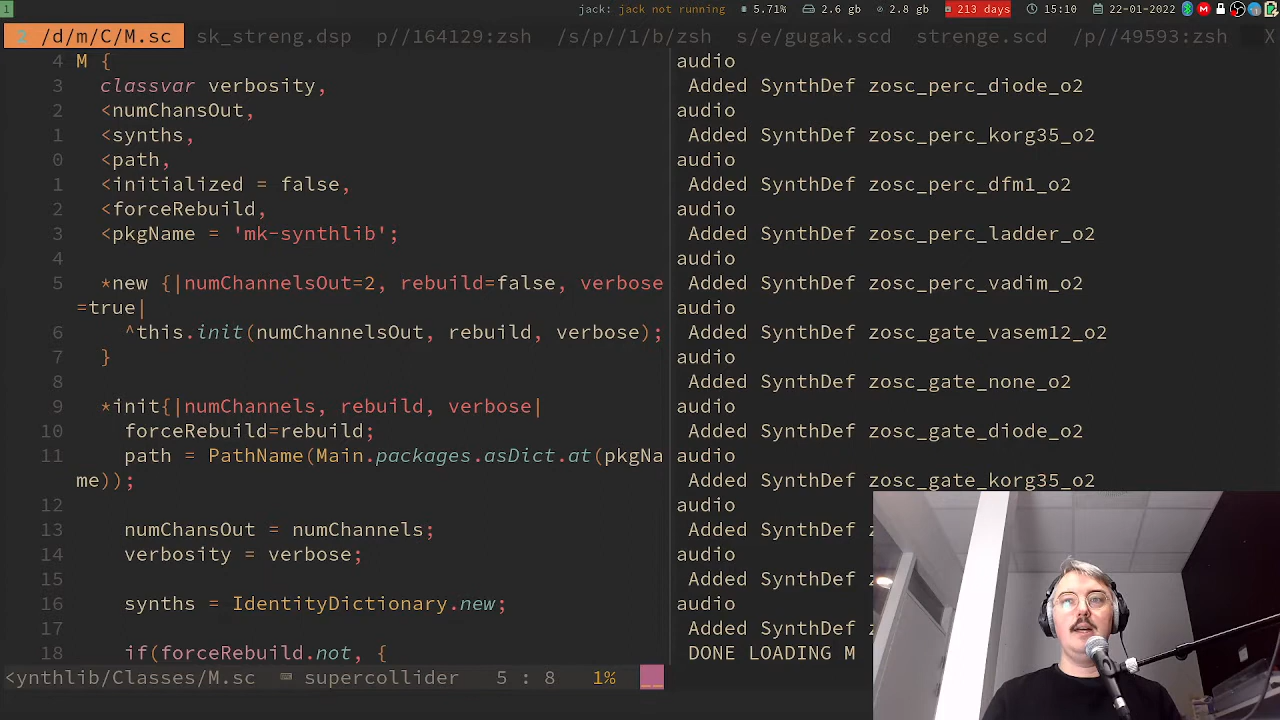 1 jack: jack not running 5.71% 2.6 gb 2.8 gb 213 days 15:10 22-01-2022
2 /d/m/C/M.sc sk_streng.dsp p//164129:zsh /s/p//1/b/zsh s/e/gugak.scd strenge.scd /p//49593:zsh X
4 M {
3 classvar verbosity,
2 <numChansOut,
1 <synths,
0 <path,
1 <initialized = false,
2 <forceRebuild,
3 <pkgName = 'mk-synthlib';
4
5 *new {|numChannelsOut=2, rebuild=false, verbose
=true|
6 ^this.init(numChannelsOut, rebuild, verbose);
7 }
8
9 *init{|numChannels, rebuild, verbose|
10 forceRebuild=rebuild;
11 path = PathName(Main.packages.asDict.at(pkgNa
me));
12
13 numChansOut = numChannels;
14 verbosity = verbose;
15
16 synths = IdentityDictionary.new;
17
18 if(forceRebuild.not, {
<ynthlib/Classes/M.sc supercollider 5 : 8 1%
audio
Added SynthDef zosc_perc_diode_o2
audio
Added SynthDef zosc_perc_korg35_o2
audio
Added SynthDef zosc_perc_dfm1_o2
audio
Added SynthDef zosc_perc_ladder_o2
audio
Added SynthDef zosc_perc_vadim_o2
audio
Added SynthDef zosc_gate_vasem12_o2
audio
Added SynthDef zosc_gate_none_o2
audio
Added SynthDef zosc_gate_diode_o2
audio
Added SynthDef zosc_gate_korg35_o2
audio
Added SynthDef
audio
Added SynthDef
audio
Added SynthDef
DONE LOADING M